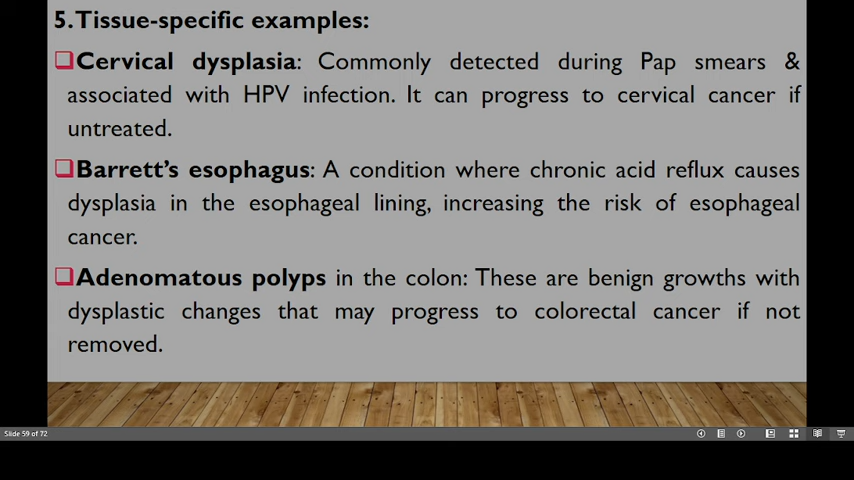 5. Tissue-specific examples:
❑Cervical dysplasia: Commonly detected during Pap smears &
associated with HPV infection. It can progress to cervical cancer if
untreated.
❑Barrett's esophagus: A condition where chronic acid reflux causes
dysplasia in the esophageal lining, increasing the risk of esophageal
cancer.
❑Adenomatous polyps in the colon: These are benign growths with
dysplastic changes that may progress to colorectal cancer if not
removed.
Slide 59 of 72